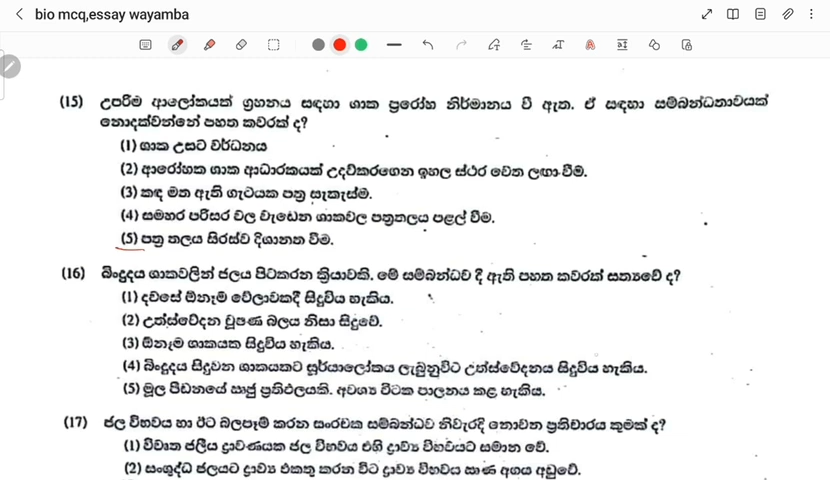 bio mcq,essay wayamba
(15) උපරිම ආලෝකයක් ග්‍රහනය සඳහා ශාක ප්‍රරෝහ නිර්මානය වී ඇත. ඒ සඳහා සම්බන්ධතාවයක්
නොදක්වන්නේ පහත කවරක් ද?
(1) ශාක උසට වර්ධනය
(2) ආරෝහක ශාක ආධාරකයක් උදව්කරගෙන ඉහල ස්ථර වෙත ලඟා වීම.
(3) කඳ මත ඇති ගැටයක පත්‍ර සැකැස්ම.
(4) සමහර පරිසර වල වැඩෙන ශාකවල පත්‍රතලය පළල් වීම.
(5) පත්‍ර තලය සිරස්ව දිශානත වීම.
(16) බිංදුදය ශාකවලින් ජලය පිටකරන ක්‍රියාවකි. මේ සම්බන්ධව දී ඇති පහත කවරක් සත්‍යවේ ද?
(1) දවසේ ඕනෑම වේලාවකදී සිදුවිය හැකිය.
(2) උත්ස්වේදන චූෂණ බලය නිසා සිදුවේ.
(3) ඕනෑම ශාකයක සිදුවිය හැකිය.
(4) බිංදුදය සිදුවන ශාකයකට සූර්යාලෝකය ලැබුනුවිට උත්ස්වේදනය සිදුවිය හැකිය.
(5) මූල පීඩනයේ සෘජු ප්‍රතිඵලයකි. අවශ්‍ය විටක පාලනය කළ හැකිය.
(17) ජල විභවය හා ඊට බලපෑම් කරන සංරචක සම්බන්ධව නිවැරදි නොවන ප්‍රතිචාරය කුමක් ද?
(1) විවෘත ජලීය ද්‍රාවණයක ජල විභවය එහි ද්‍රාව්‍ය විභවයට සමාන වේ.
(2) සංශුද්ධ ජලයට ද්‍රාව්‍ය එකතු කරන විට ද්‍රාව්‍ය විභවය සෘණ අගය අඩුවේ.